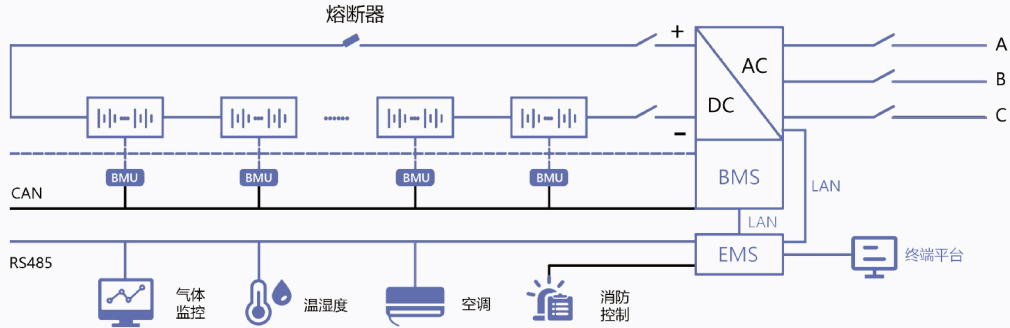 熔断器
+
A
AC
B
DC
C
-
BMU
BMU
BMU
BMU
BMS
CAN
LAN
LAN
RS485
EMS
终端平台
气体
监控
温湿度
空调
消防
控制